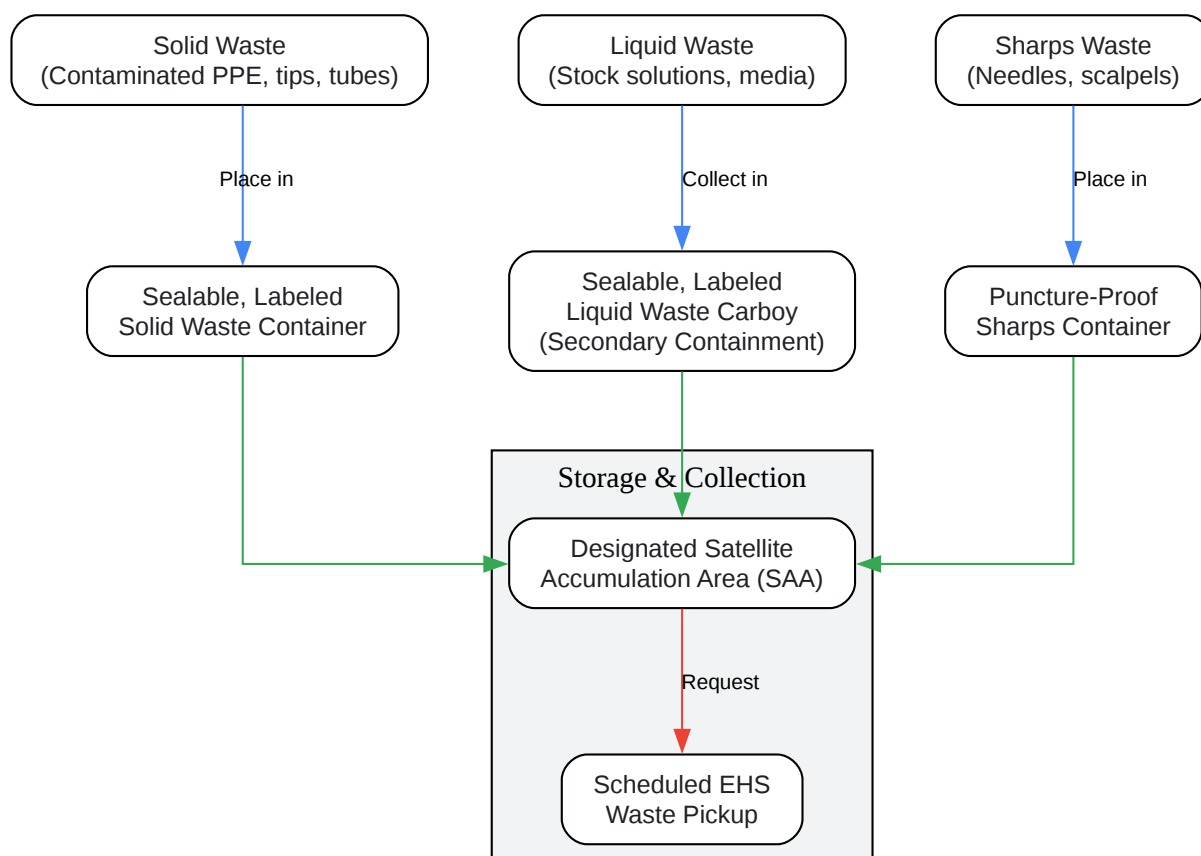 Solid Waste
(Contaminated PPE, tips, tubes)
Liquid Waste
(Stock solutions, media)
Sharps Waste
(Needles, scalpels)
Place in
Collect in
Place in
Sealable, Labeled
Solid Waste Container
Sealable, Labeled
Liquid Waste Carboy
(Secondary Containment)
Puncture-Proof
Sharps Container
Storage & Collection
Designated Satellite
Accumulation Area (SAA)
Request
Scheduled EHS
Waste Pickup